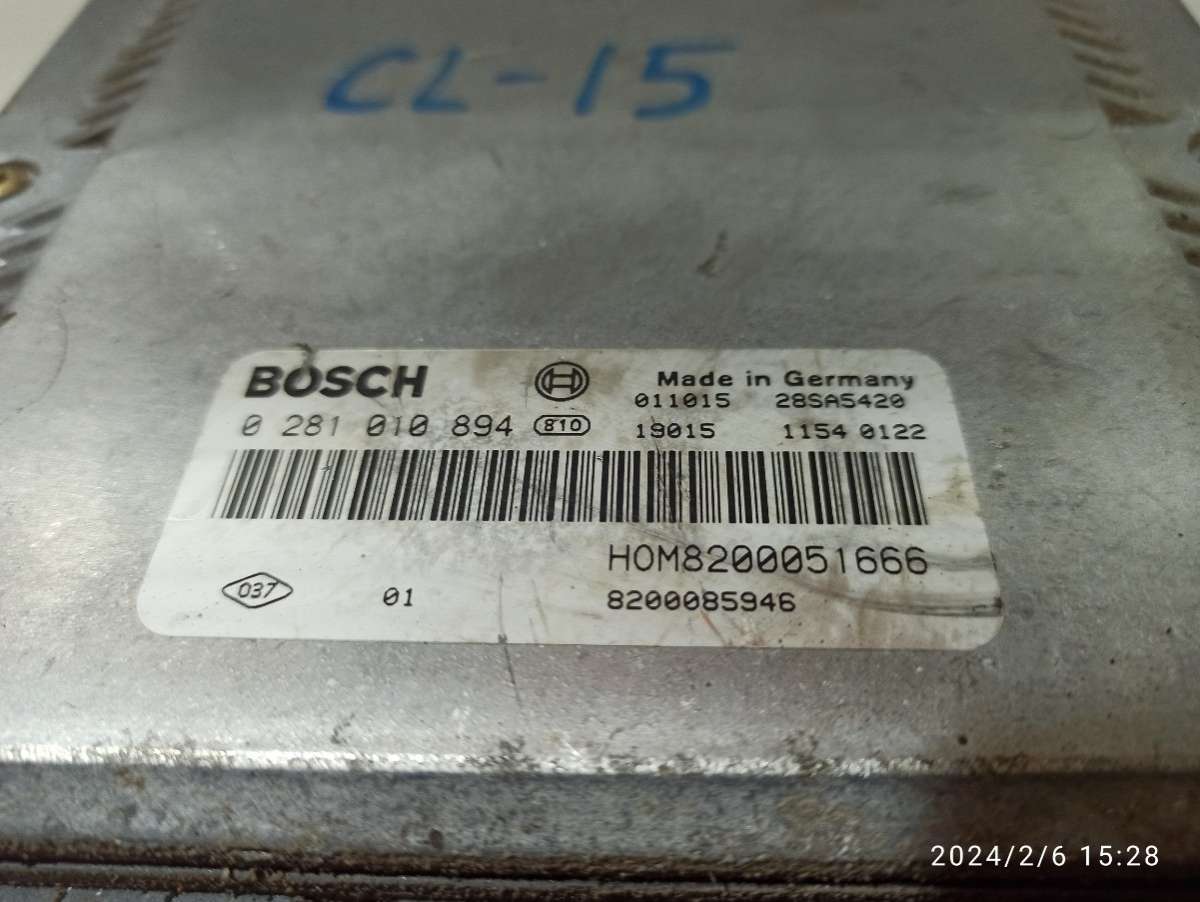 CL-15
BOSCH Made in Germany
011015 28SA5420
0 281 010 894 810 19015 1154 0122
HOM8200051666
037 01 8200085946
2024/2/6 15:28